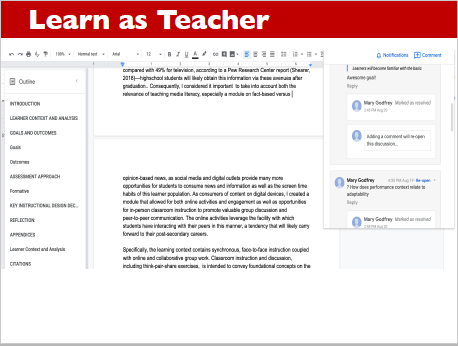 Learn as Teacher
100%
Normal text
Arial
12
Notifications
Comment
Outline
INTRODUCTION
LEARNER CONTEXT AND ANALYSIS
GOALS AND OUTCOMES
Goals
Outcomes
ASSESSMENT APPROACH
Formative
KEY INSTRUCTIONAL DESIGN DEC...
REFLECTION:
APPENDICES
Learner Context and Analysis
CITATIONS
compared with 49% for television, according to a Pew Research Center report (Shearer,
2016)—highschool students will likely obtain this information via these avenues after
graduation.. Consequently, I considered it important to take into account both the
relevance of teaching media literacy, especially a module on fact-based versus
opinion-based news, as social media and digital outlets provide many more
opportunities for students to consume news and information as well as the screen time
habits of this learner population. As consumers of content on digital devices, I created a
module that allowed for both online activities and engagement as well as opportunities
for in-person classroom instruction to promote valuable group discussion and
peer-to-peer communication. The online activities leverage the facility with which
students have interacting with their peers in this manner, a tendency that will likely carry
forward to their post-secondary careers.
Specifically, the learning context contains synchronous, face-to-face instruction coupled
with online and collaborative group work. Classroom instruction and discussion,
including think-pair-share exercises, is intended to convey foundational concepts on the
Learners will become familiar with the basic
Awesome goal!
Reply
Mary Godfrey Marked as resolved
Adding a comment will re-open
this discussion...
Mary Godfrey
Re-open
? How does performance context relate to
adaptability
Reply
Mary Godfrey Marked as resolved